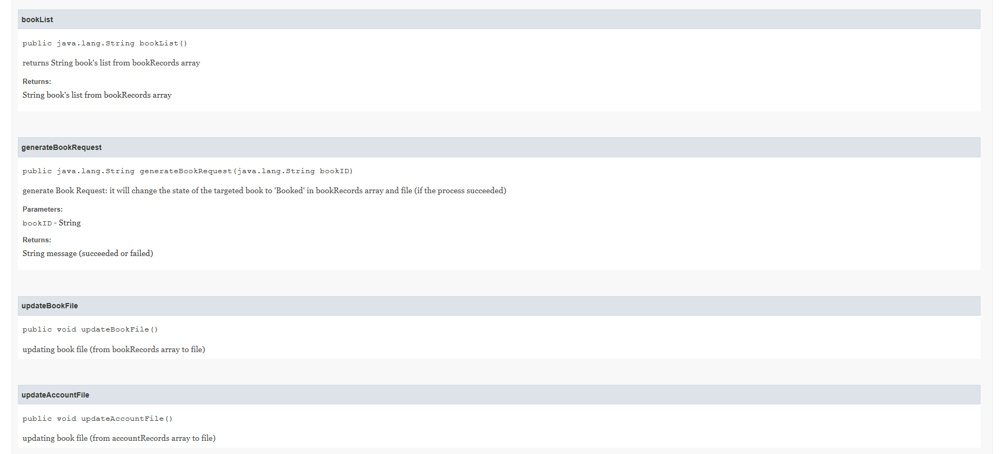 bookList
public java.lang.String bookList()
returns String book's list from bookRecords array
Returns:
String book's list from bookRecords array
generateBookRequest
public java.lang.String generateBookRequest(java.lang.String bookID)
generate Book Request: it will change the state of the targeted book to 'Booked' in bookRecords array and file (if the process succeeded)
Parameters:
bookID - String
Returns:
String message (succeeded or failed)
updateBookFile
public void updateBookFile()
updating book file (from bookRecords array to file)
updateAccountFile
public void updateAccountFile()
updating book file (from accountRecords array to file)